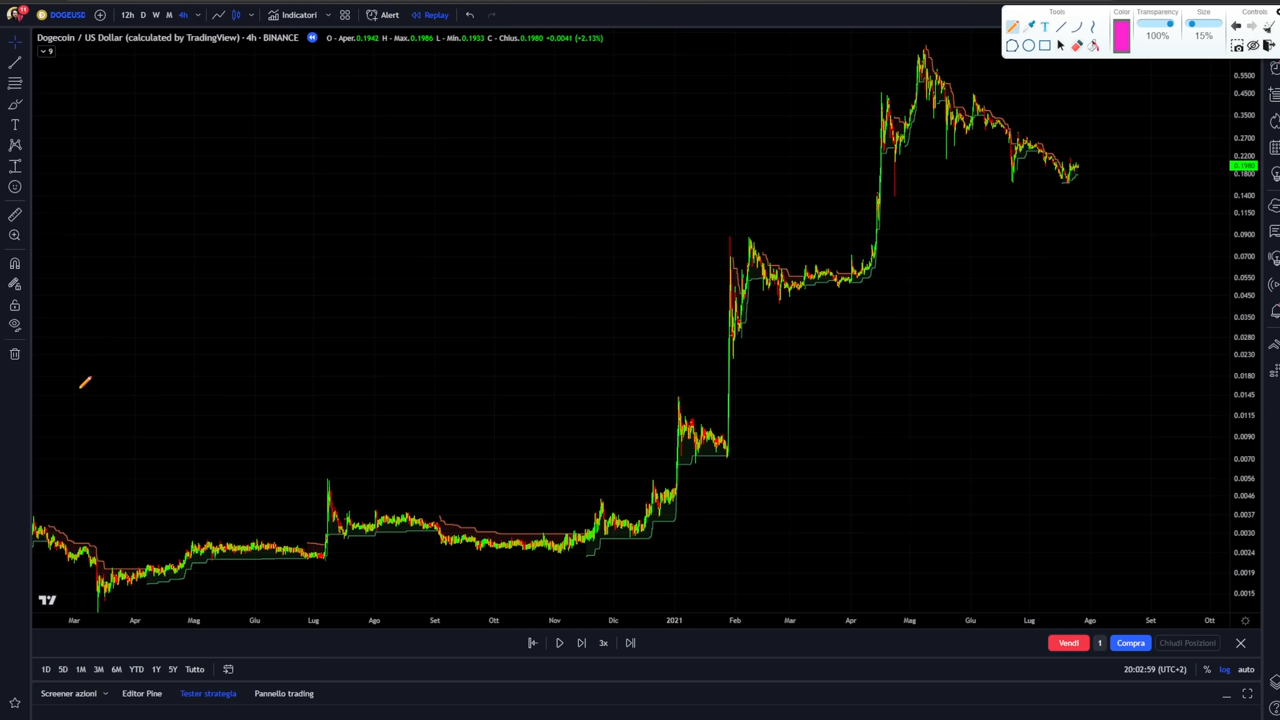 11
DOGEUSD
12h D W M 4h
Indicatori
Alert
Replay
Tools
Color
Transparency
Size
Controls
100%
15%
Dogecoin / US Dollar (calculated by TradingView) · 4h · BINANCE
O - Aper.0.1942 H - Max.0.1986 L - Min.0.1933 C - Chius.0.1980 +0.0041 (+2.13%)
9
0.5500
0.4500
0.3500
0.2700
0.2200
0.1980
0.1800
0.1400
0.1150
0.0900
0.0700
0.0550
0.0450
0.0350
0.0280
0.0230
0.0180
0.0145
0.0115
0.0090
0.0070
0.0056
0.0046
0.0037
0.0030
0.0024
0.0019
0.0015
Mar Apr Mag Giu Lug Ago Set Ott Nov Dic 2021 Feb Mar Apr Mag Giu Lug Ago Set Ott
3x
Vendi 1 Compra Chiudi Posizioni
1D 5D 1M 3M 6M YTD 1Y 5Y Tutto
20:02:59 (UTC+2) % log auto
Screener azioni Editor Pine Tester strategia Pannello trading